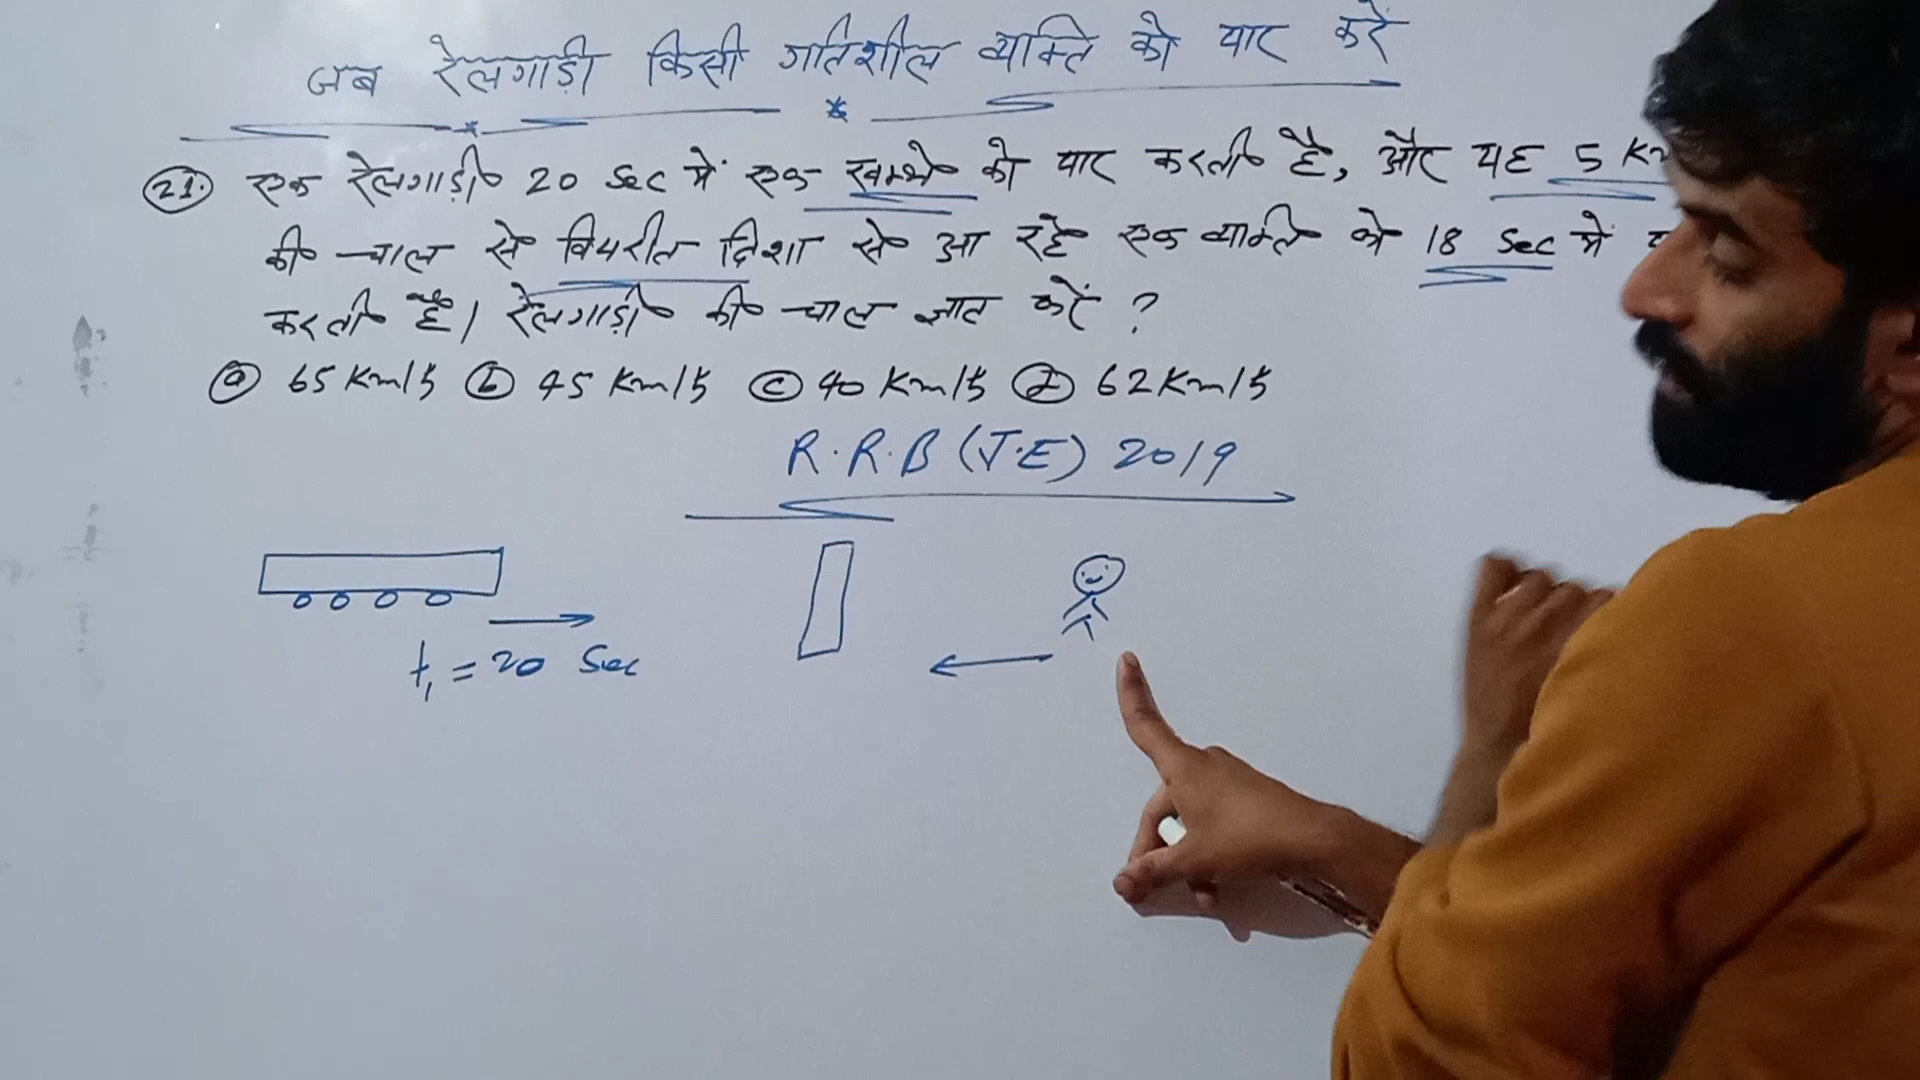 जब रेलगाड़ी किसी गतिशील व्यक्ति को पार करें
21. एक रेलगाड़ी 20 Sec में एक खम्भे को पार करती है, और यह 5
की चाल से विपरीत दिशा से आ रहे एक व्यक्ति को 18 Sec में
करती है। रेलगाड़ी की चाल ज्ञात करें ?
(a) 65 Km/h (b) 45 Km/h (c) 40 Km/h (d) 62 Km/h
R.R.B (J.E) 2019
t₁ = 20 Sec